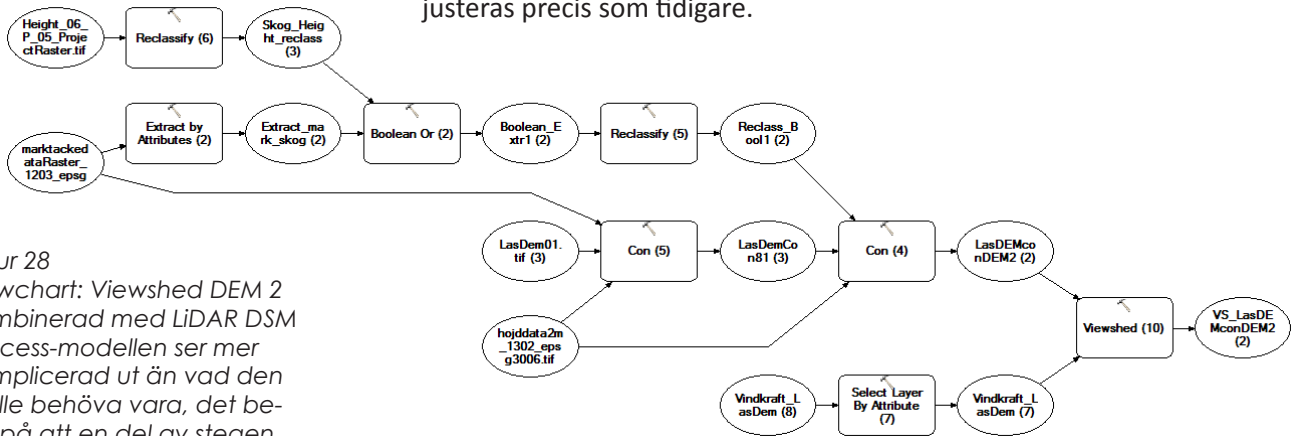 justeras precis som tidigare.
Height_06_
P_05_Proje
ctRaster.tif
Reclassify (6)
Skog_Heig
ht_reclass
(3)
marktacked
ataRaster_
1203_epsg
Extract by
Attributes (2)
Extract_ma
rk_skog (2)
Boolean Or (2)
Boolean_E
xtr1 (2)
Reclassify (5)
Reclass_B
ool1 (2)
LasDem01.
tif (3)
hojddata2m
_1302_eps
g3006.tif
Con (5)
LasDemCo
n81 (3)
Con (4)
LasDEMco
nDEM2 (2)
Vindkraft_L
asDem (8)
Select Layer
By Attribute
(7)
Vindkraft_L
asDem (7)
Viewshed (10)
VS_LasDE
MconDEM2
(2)
ur 28
wchart: Viewshed DEM 2
mbinerad med LiDAR DSM
cess-modellen ser mer
mplicerad ut än vad den
lle behöva vara, det be-
på att en del av stegen